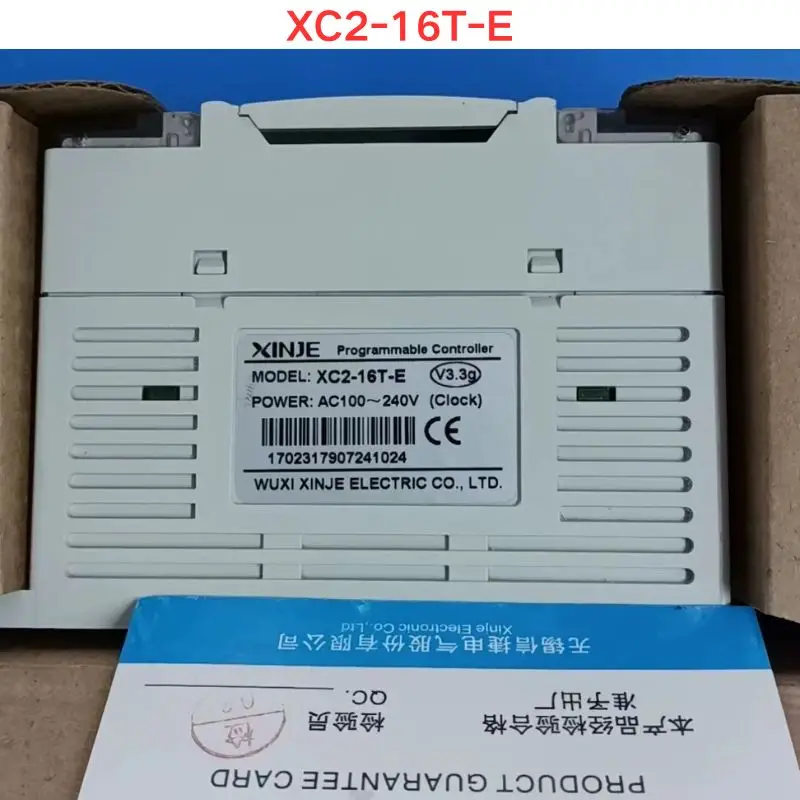 XC2-16T-E
XINJE Programmable Controller
MODEL: XC2-16T-E V3.3g
POWER: AC100~240V (Clock)
CE
1702317907241024
WUXI XINJE ELECTRIC CO., LTD.
PRODUCT GUARANTEE CARD
本产品经检验合格
准予出厂
检验员
QC.
检
无锡信捷电气股份有限公司
Xinje Electronic Co.,Ltd